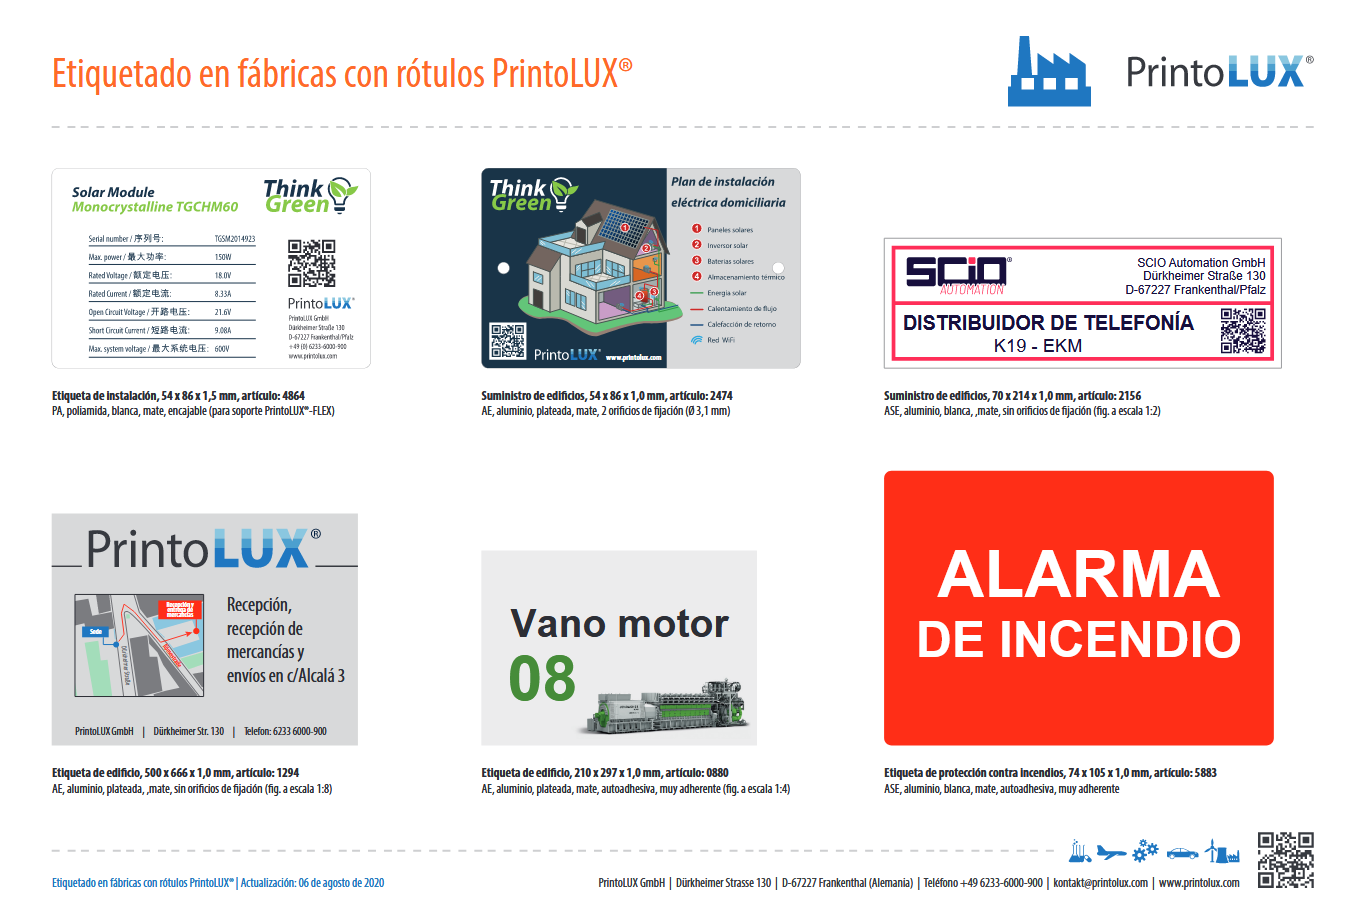 Etiquetado en fábricas con rótulos PrintoLUX®
PrintoLUX®
Solar Module
Monocrystalline TGCHM60
Think
Green
Serial number / 序列号: TGSM2014923
Max. power / 最大功率: 150W
Rated Voltage / 额定电压: 18.0V
Rated Current / 额定电流: 8.33A
Open Circuit Voltage / 开路电压: 21.6V
Short Circuit Current / 短路电流: 9.08A
Max. system voltage / 最大系统电压: 600V
PrintoLUX®
PrintoLUX GmbH
Dürkheimer Straße 130
D-67227 Frankenthal/Pfalz
+49 (0) 6233-6000-900
www.printolux.com
Etiqueta de instalación, 54 x 86 x 1,5 mm, artículo: 4864
PA, poliamida, blanca, mate, encajable (para soporte PrintoLUX®-FLEX)
Think
Green
Plan de instalación
eléctrica domiciliaria
1 Paneles solares
2 Inversor solar
3 Baterías solares
4 Almacenamiento térmico
Energía solar
Calentamiento de flujo
Calefacción de retorno
Red WiFi
1
2
3
4
PrintoLUX® www.printolux.com
Suministro de edificios, 54 x 86 x 1,0 mm, artículo: 2474
AE, aluminio, plateada, mate, 2 orificios de fijación (Ø 3,1 mm)
SCIO®
AUTOMATION
SCIO Automation GmbH
Dürkheimer Straße 130
D-67227 Frankenthal/Pfalz
DISTRIBUIDOR DE TELEFONÍA
K19 - EKM
Suministro de edificios, 70 x 214 x 1,0 mm, artículo: 2156
ASE, aluminio, blanca, ,mate, sin orificios de fijación (fig. a escala 1:2)
PrintoLUX®
Recepción y
entrega de
mercancías
Sede
Dürkheimer Straße
Recepción,
recepción de
mercancías y
envíos en c/Alcalá 3
PrintoLUX GmbH | Dürkheimer Str. 130 | Telefon: 6233 6000-900
Etiqueta de edificio, 500 x 666 x 1,0 mm, artículo: 1294
AE, aluminio, plateada, ,mate, sin orificios de fijación (fig. a escala 1:8)
Vano motor
08
Etiqueta de edificio, 210 x 297 x 1,0 mm, artículo: 0880
AE, aluminio, plateada, mate, autoadhesiva, muy adherente (fig. a escala 1:4)
ALARMA
DE INCENDIO
Etiqueta de protección contra incendios, 74 x 105 x 1,0 mm, artículo: 5883
ASE, aluminio, blanca, mate, autoadhesiva, muy adherente
Etiquetado en fábricas con rótulos PrintoLUX® | Actualización: 06 de agosto de 2020
PrintoLUX GmbH | Dürkheimer Strasse 130 | D-67227 Frankenthal (Alemania) | Teléfono +49 6233-6000-900 | kontakt@printolux.com | www.printolux.com